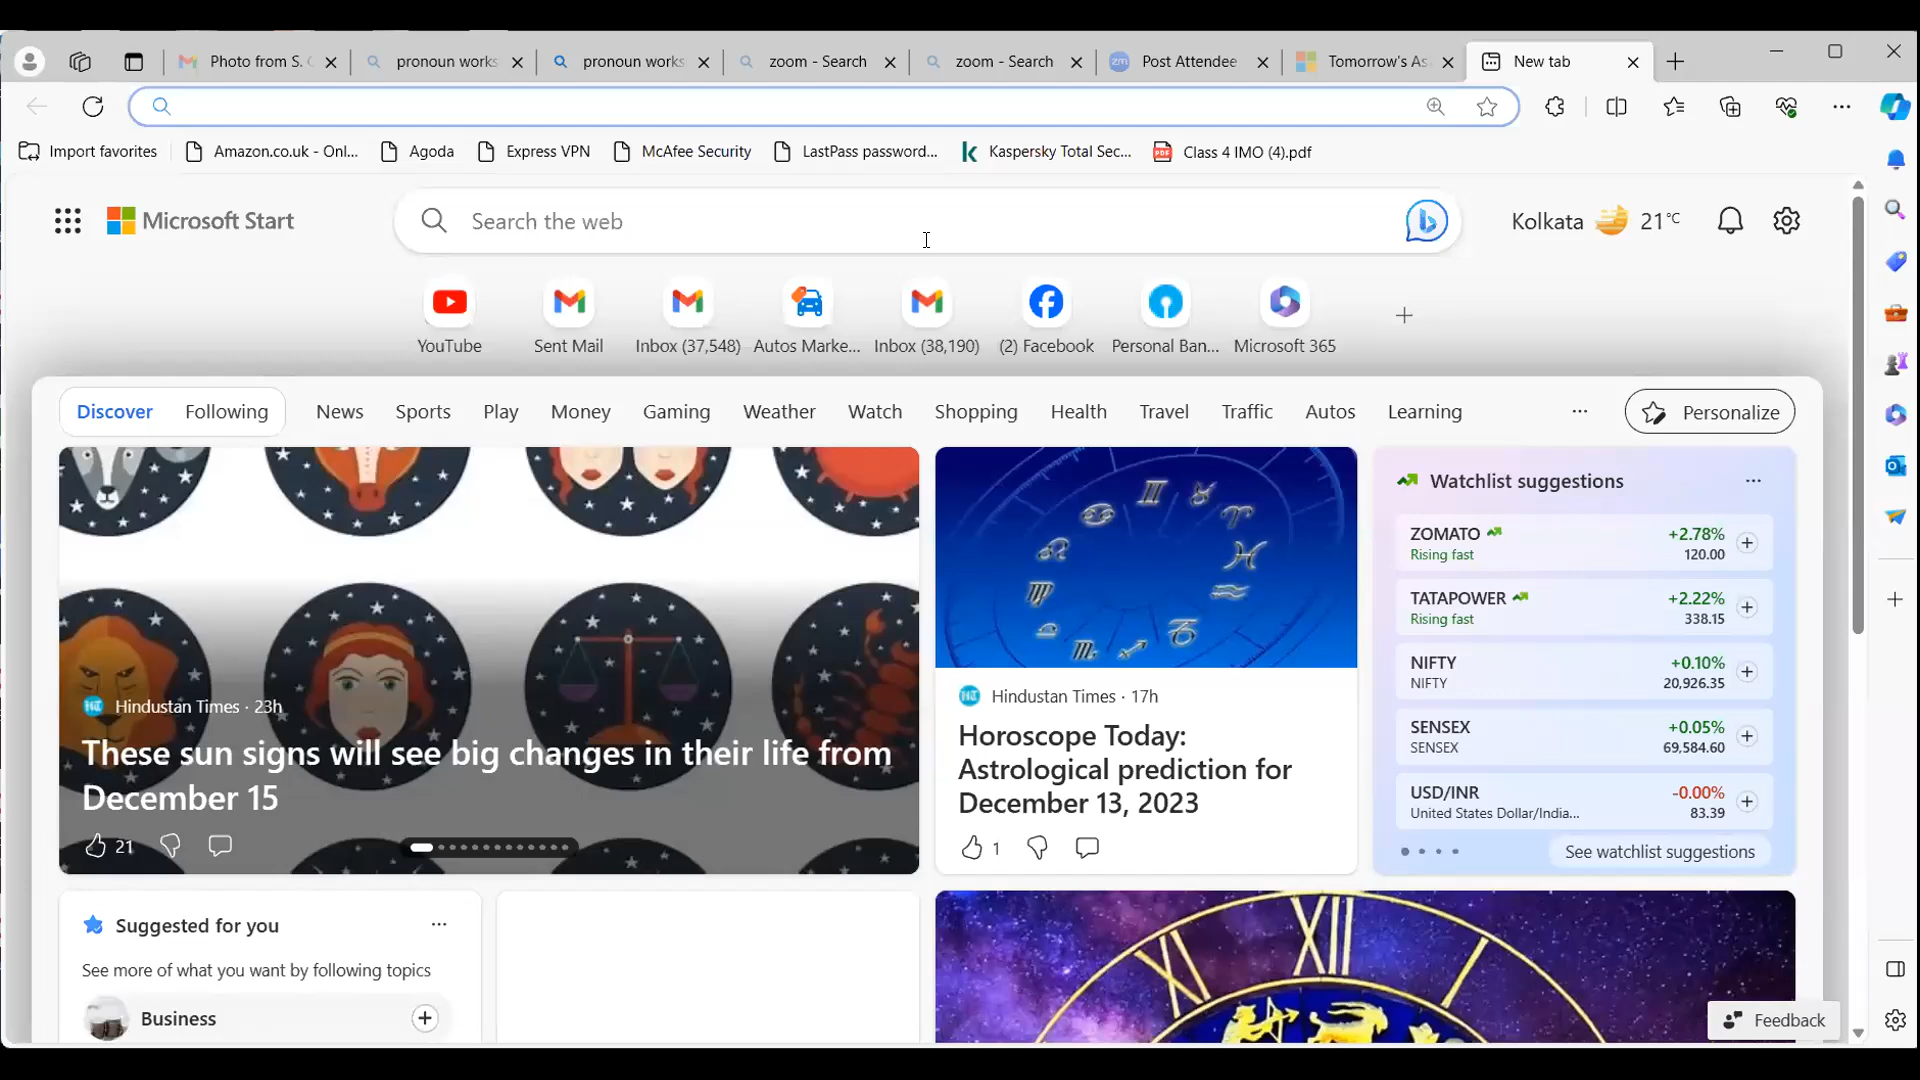 Photo from S. C
pronoun works
pronoun works
zoom - Search
zoom - Search
zm Post Attendee
Tomorrow's As
New tab
Import favorites
Amazon.co.uk - Onl...
Agoda
Express VPN
McAfee Security
LastPass password...
Kaspersky Total Sec...
PDF Class 4 IMO (4).pdf
Microsoft Start
Search the web
Kolkata 21°C
YouTube
Sent Mail
Inbox (37,548)
Autos Marke...
Inbox (38,190)
(2) Facebook
Personal Ban...
Microsoft 365
Discover
Following
News
Sports
Play
Money
Gaming
Weather
Watch
Shopping
Health
Travel
Traffic
Autos
Learning
...
Personalize
HT Hindustan Times · 23h
These sun signs will see big changes in their life from
December 15
21
HT Hindustan Times · 17h
Horoscope Today:
Astrological prediction for
December 13, 2023
1
Watchlist suggestions
ZOMATO +2.78%
Rising fast 120.00
TATAPOWER +2.22%
Rising fast 338.15
NIFTY +0.10%
NIFTY 20,926.35
SENSEX +0.05%
SENSEX 69,584.60
USD/INR -0.00%
United States Dollar/India... 83.39
See watchlist suggestions
Suggested for you
See more of what you want by following topics
Business
XI XII I
Feedback